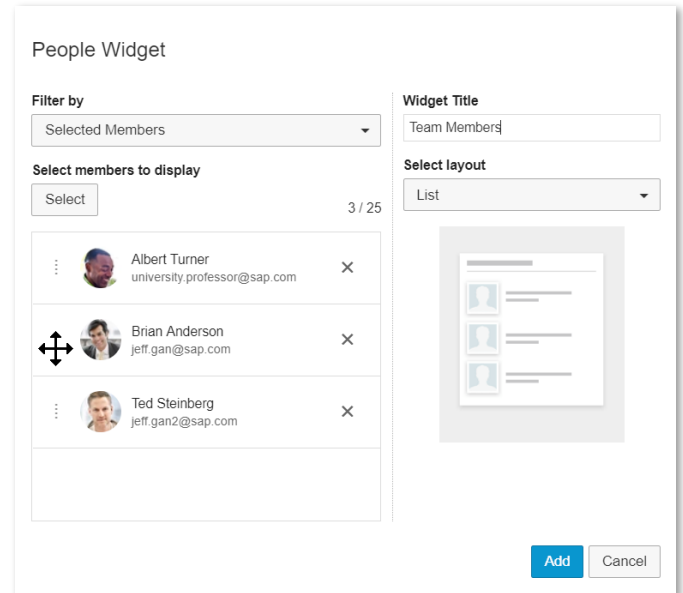 People Widget
Filter by
Selected Members
Select members to display
Select
3 / 25
Albert Turner
university.professor@sap.com
Brian Anderson
jeff.gan@sap.com
Ted Steinberg
jeff.gan2@sap.com
Widget Title
Team Members
Select layout
List
Add
Cancel